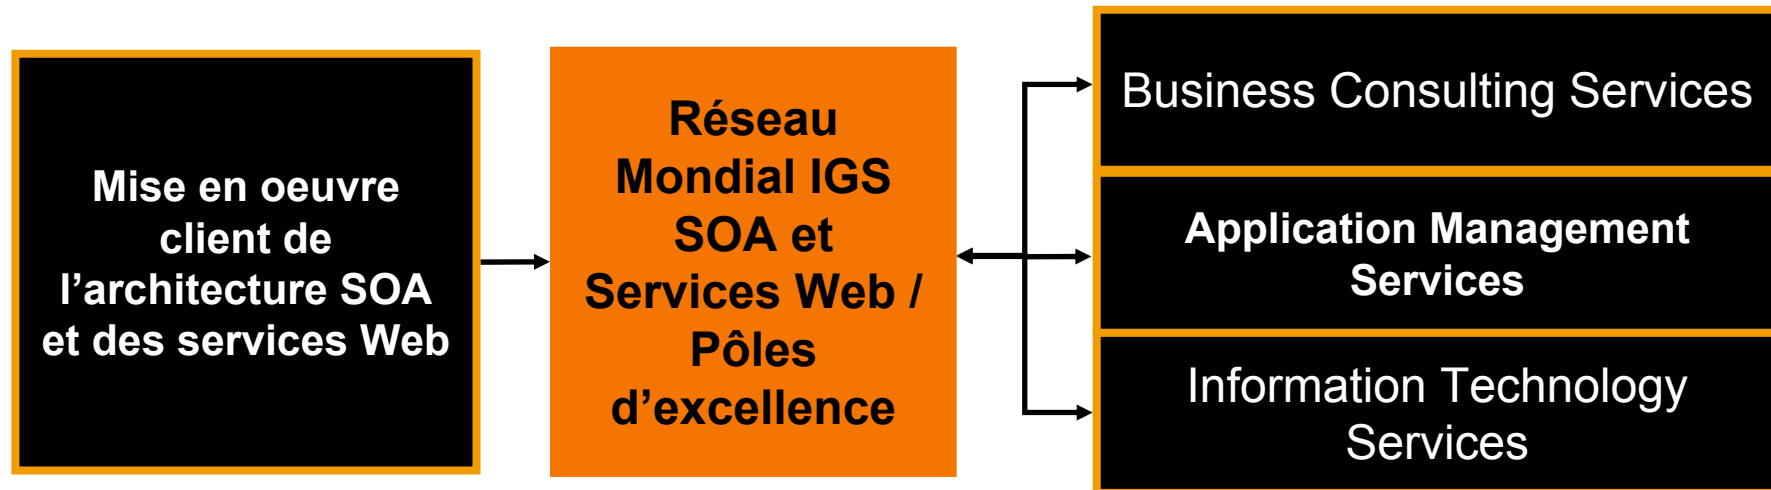 Mise en oeuvre
client de
l’architecture SOA
et des services Web
Réseau
Mondial IGS
SOA et
Services Web /
Pôles
d’excellence
Business Consulting Services
Application Management
Services
Information Technology
Services